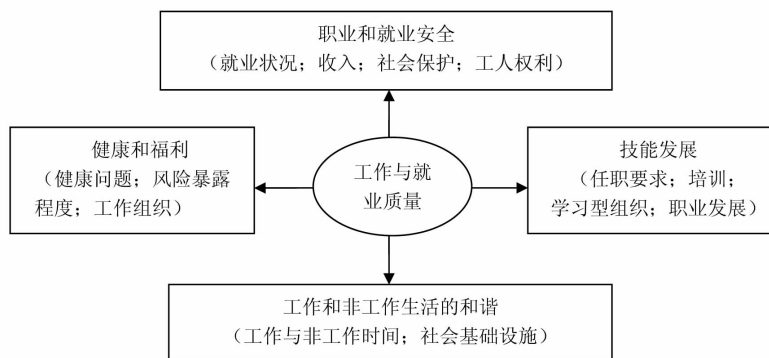 职业和就业安全
（就业状况；收入；社会保护；工人权利）
健康和福利
（健康问题；风险暴露
程度；工作组织）
工作与就
业质量
技能发展
（任职要求；培训；
学习型组织；职业发展）
工作和非工作生活的和谐
（工作与非工作时间；社会基础设施）